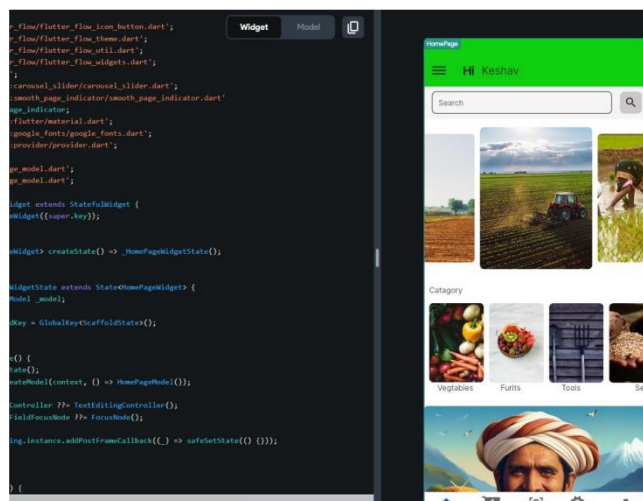 r_flow/flutter_flow_icon_button.dart';
r_flow/flutter_flow_theme.dart';
r_flow/flutter_flow_util.dart';
r_flow/flutter_flow_widgets.dart';
';
:carousel_slider/carousel_slider.dart';
:smooth_page_indicator/smooth_page_indicator.dart'
age_indicator;
:flutter/material.dart';
:google_fonts/google_fonts.dart';
:provider/provider.dart';
ge_model.dart';
ge_model.dart';
idget extends StatefulWidget {
eWidget({super.key});
eWidget> createState() => _HomePageWidgetState();
WidgetState extends State<HomePageWidget> {
Model _model;
dKey = GlobalKey<ScaffoldState>();
e() {
tate();
eateModel(context, () => HomePageModel());
Controller ??= TextEditingController();
FieldFocusNode ??= FocusNode();
ing.instance.addPostFrameCallback((_) => safeSetState(() {}));
) {
Widget
Model
HomePage
Hi Keshav
Search
Catagory
Vegtables
Furits
Tools
Se